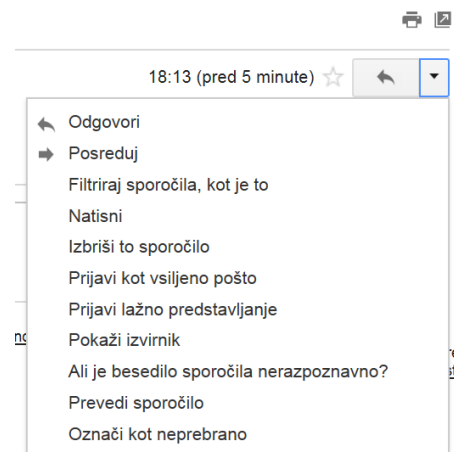 18:13 (pred 5 minute)
Odgovori
Posreduj
Filtriraj sporočila, kot je to
Natisni
Izbriši to sporočilo
Prijavi kot vsiljeno pošto
Prijavi lažno predstavljanje
Pokaži izvirnik
Ali je besedilo sporočila nerazpoznavno?
Prevedi sporočilo
Označi kot neprebrano